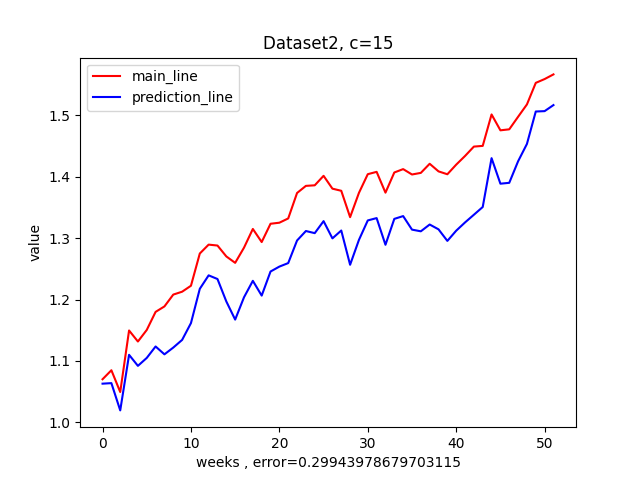 Dataset2, c=15
main_line
prediction_line
value
1.5
1.4
1.3
1.2
1.1
1.0
0 10 20 30 40 50
weeks , error=0.29943978679703115